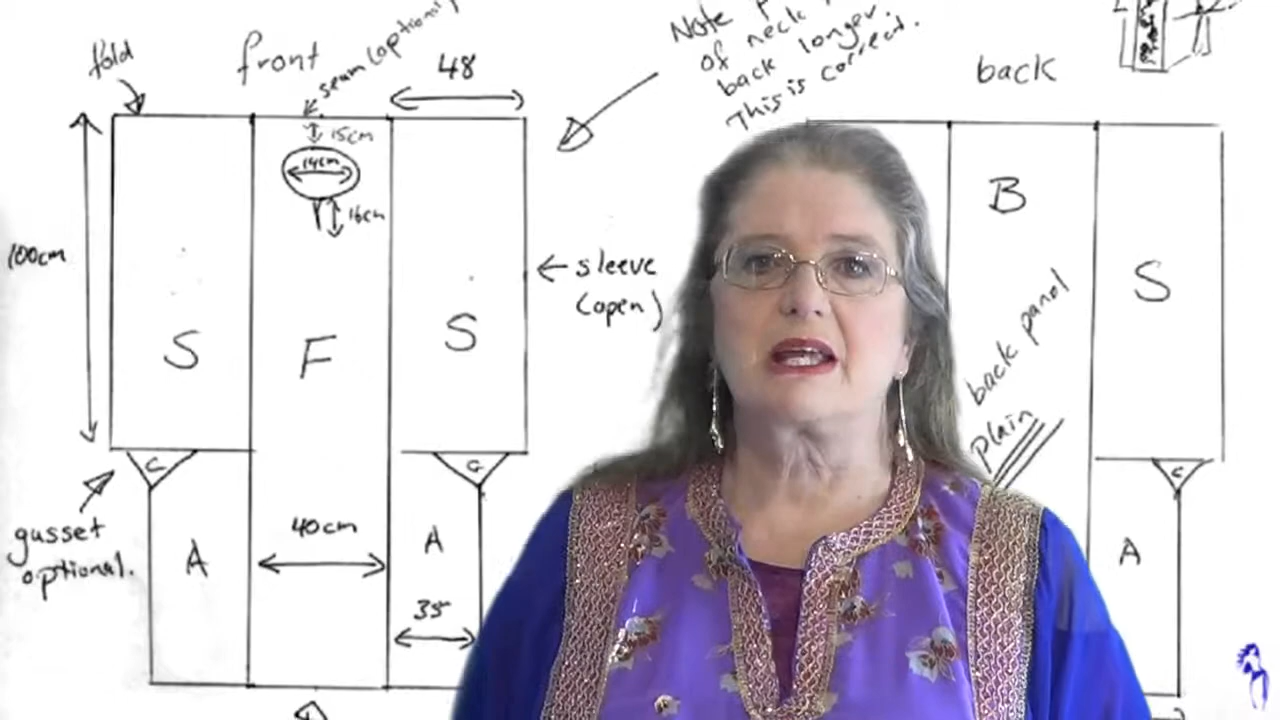 fold
front
seam (optional)
48
Note
of neck
back longer.
This is correct.
back
15cm
14cm
16cm
100cm
← sleeve
(open)
S
F
S
B
S
back panel
plain
G
G
G
gusset
optional.
A
40cm
A
35
A